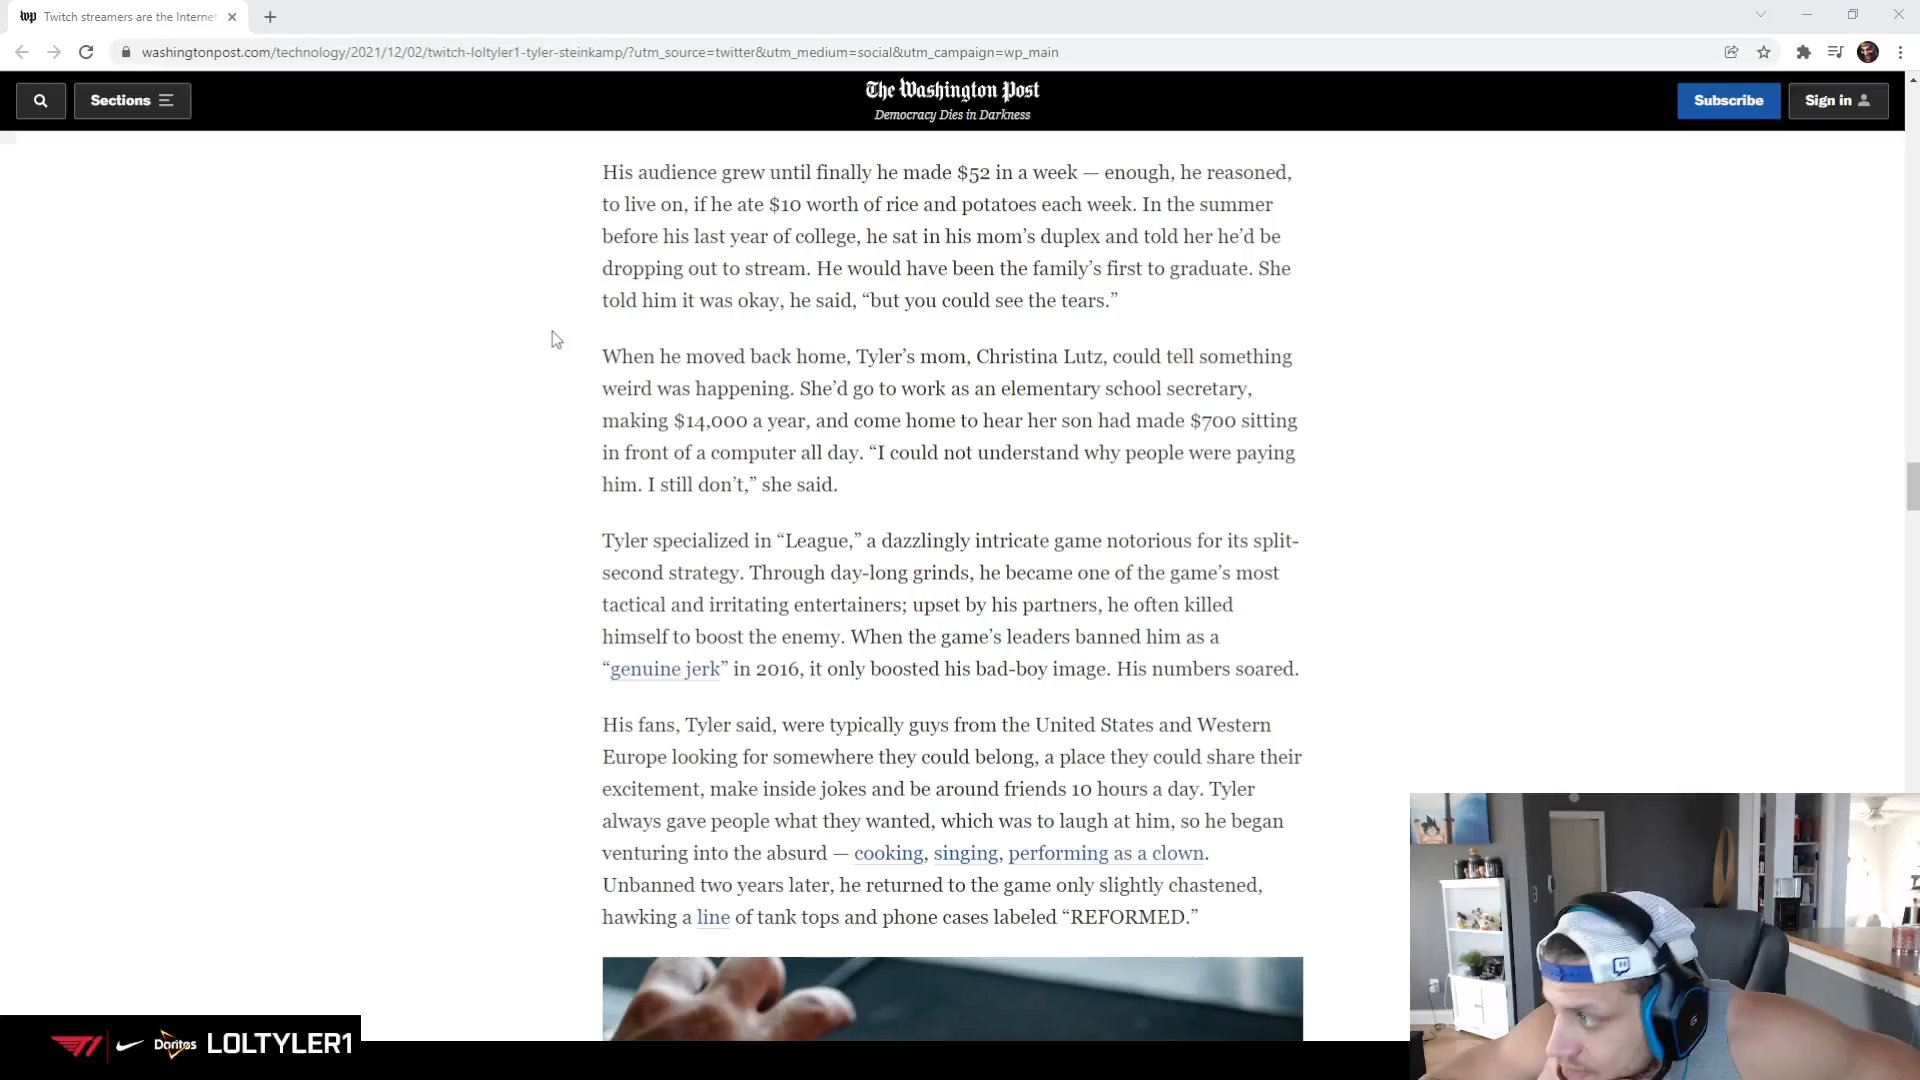 Twitch streamers are the Interne
washingtonpost.com/technology/2021/12/02/twitch-loltyler1-tyler-steinkamp/?utm_source=twitter&utm_medium=social&utm_campaign=wp_main
Sections
The Washington Post
Democracy Dies in Darkness
Subscribe
Sign in
His audience grew until finally he made $52 in a week — enough, he reasoned,
to live on, if he ate $10 worth of rice and potatoes each week. In the summer
before his last year of college, he sat in his mom’s duplex and told her he’d be
dropping out to stream. He would have been the family’s first to graduate. She
told him it was okay, he said, “but you could see the tears.”
When he moved back home, Tyler’s mom, Christina Lutz, could tell something
weird was happening. She’d go to work as an elementary school secretary,
making $14,000 a year, and come home to hear her son had made $700 sitting
in front of a computer all day. “I could not understand why people were paying
him. I still don’t,” she said.
Tyler specialized in “League,” a dazzlingly intricate game notorious for its split-
second strategy. Through day-long grinds, he became one of the game’s most
tactical and irritating entertainers; upset by his partners, he often killed
himself to boost the enemy. When the game’s leaders banned him as a
“genuine jerk” in 2016, it only boosted his bad-boy image. His numbers soared.
His fans, Tyler said, were typically guys from the United States and Western
Europe looking for somewhere they could belong, a place they could share their
excitement, make inside jokes and be around friends 10 hours a day. Tyler
always gave people what they wanted, which was to laugh at him, so he began
venturing into the absurd — cooking, singing, performing as a clown.
Unbanned two years later, he returned to the game only slightly chastened,
hawking a line of tank tops and phone cases labeled “REFORMED.”
T1 Doritos LOLTYLER1